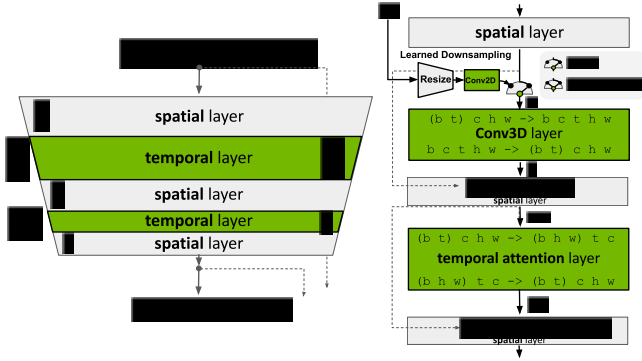 spatial layer
temporal layer
spatial layer
temporal layer
spatial layer
spatial layer
Learned Downsampling
Resize
Conv2D
(b t) c h w -> b c t h w
Conv3D layer
b c t h w -> (b t) c h w
spatial layer
(b t) c h w -> (b h w) t c
temporal attention layer
(b h w) t c -> (b t) c h w
spatial layer